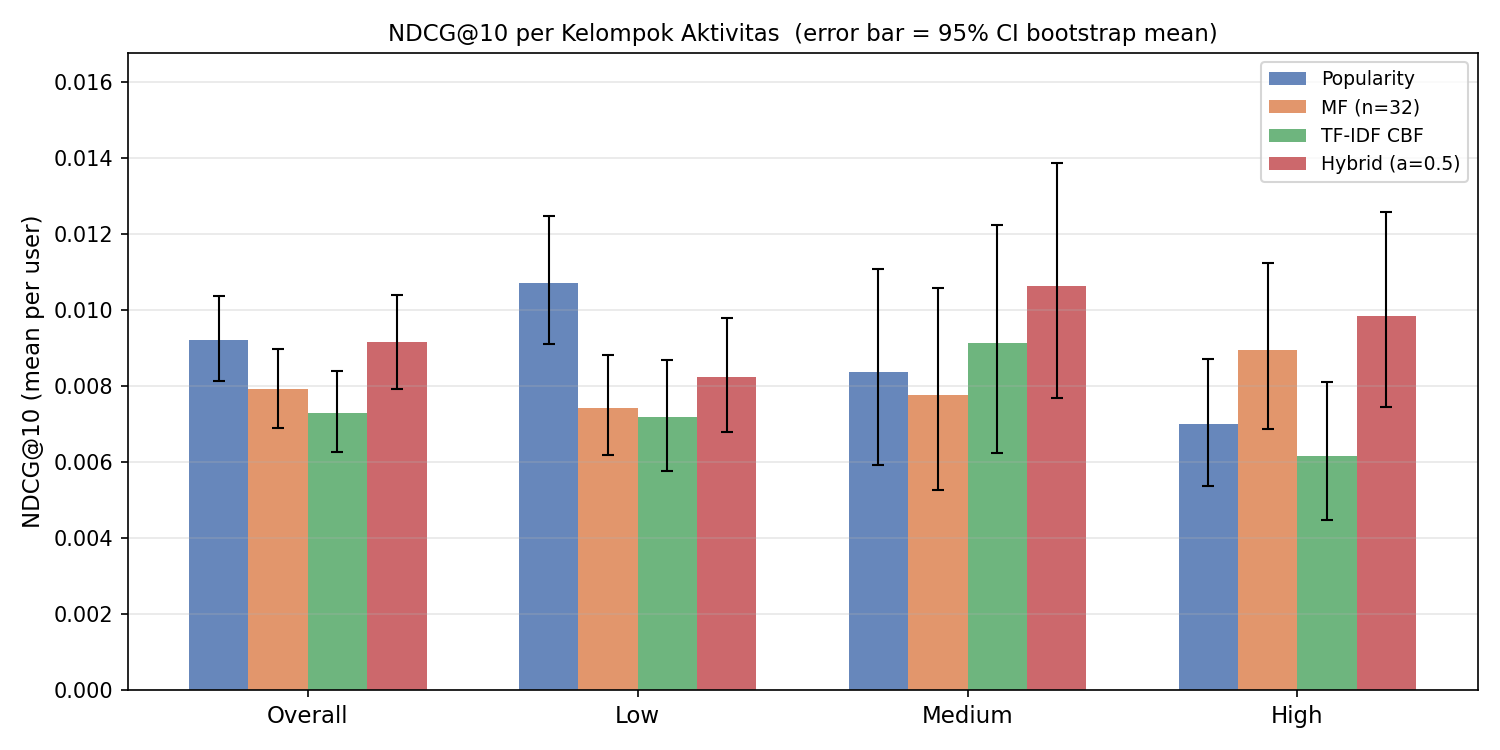 NDCG@10 per Kelompok Aktivitas (error bar = 95% CI bootstrap mean)
NDCG@10 (mean per user)
0.016
0.014
0.012
0.010
0.008
0.006
0.004
0.002
0.000
Popularity
MF (n=32)
TF-IDF CBF
Hybrid (a=0.5)
Overall
Low
Medium
High